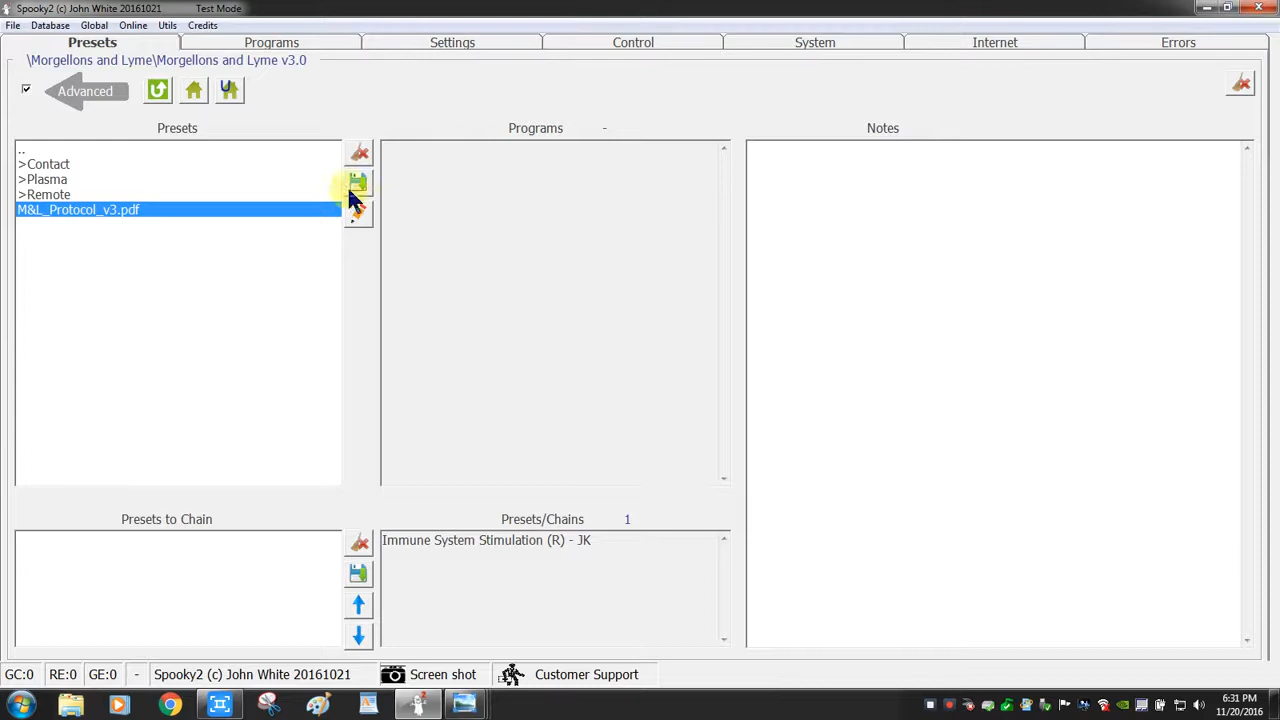 Spooky2 (c) John White 20161021 Test Mode
File Database Global Online Utils Credits
Presets Programs Settings Control System Internet Errors
\Morgellons and Lyme\Morgellons and Lyme v3.0
Advanced
Presets Programs - Notes
..
>Contact
>Plasma
>Remote
M&L_Protocol_v3.pdf
Presets to Chain Presets/Chains 1
Immune System Stimulation (R) - JK
GC:0 RE:0 GE:0 - Spooky2 (c) John White 20161021 Screen shot Customer Support
6:31 PM
11/20/2016